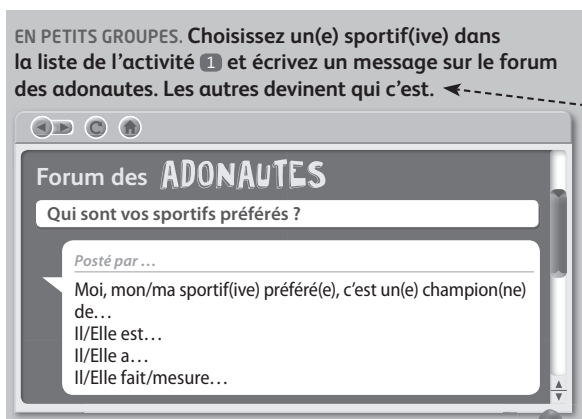 EN PETITS GROUPES. Choisissez un(e) sportif(ive) dans
la liste de l'activité 1 et écrivez un message sur le forum
des adonautes. Les autres devinent qui c'est.
Forum des ADONAUTES
Qui sont vos sportifs préférés ?
Posté par …
Moi, mon/ma sportif(ive) préféré(e), c'est un(e) champion(ne)
de…
Il/Elle est…
Il/Elle a…
Il/Elle fait/mesure…